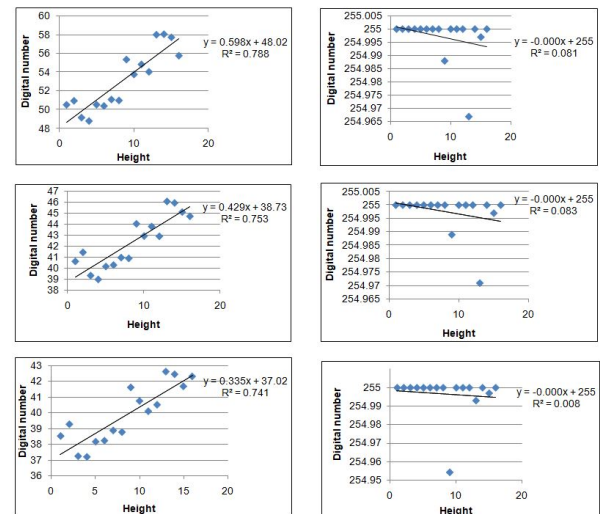 60
58
56
54
52
50
48
0 10 20
Digital number
Height
y = 0.598x + 48.02
R² = 0.788
255.005
255
254.995
254.99
254.985
254.98
254.975
254.97
254.965
0 10 20
Digital number
Height
y = -0.000x + 255
R² = 0.081
47
46
45
44
43
42
41
40
39
38
0 10 20
Digital number
Height
y = 0.429x + 38.73
R² = 0.753
255.005
255
254.995
254.99
254.985
254.98
254.975
254.97
254.965
0 10 20
Digital number
Height
y = -0.000x + 255
R² = 0.083
43
42
41
40
39
38
37
36
0 5 10 15 20
Digital number
Height
y = 0.335x + 37.02
R² = 0.741
255
254.99
254.98
254.97
254.96
254.95
0 10 20
Digital number
Height
y = -0.000x + 255
R² = 0.008